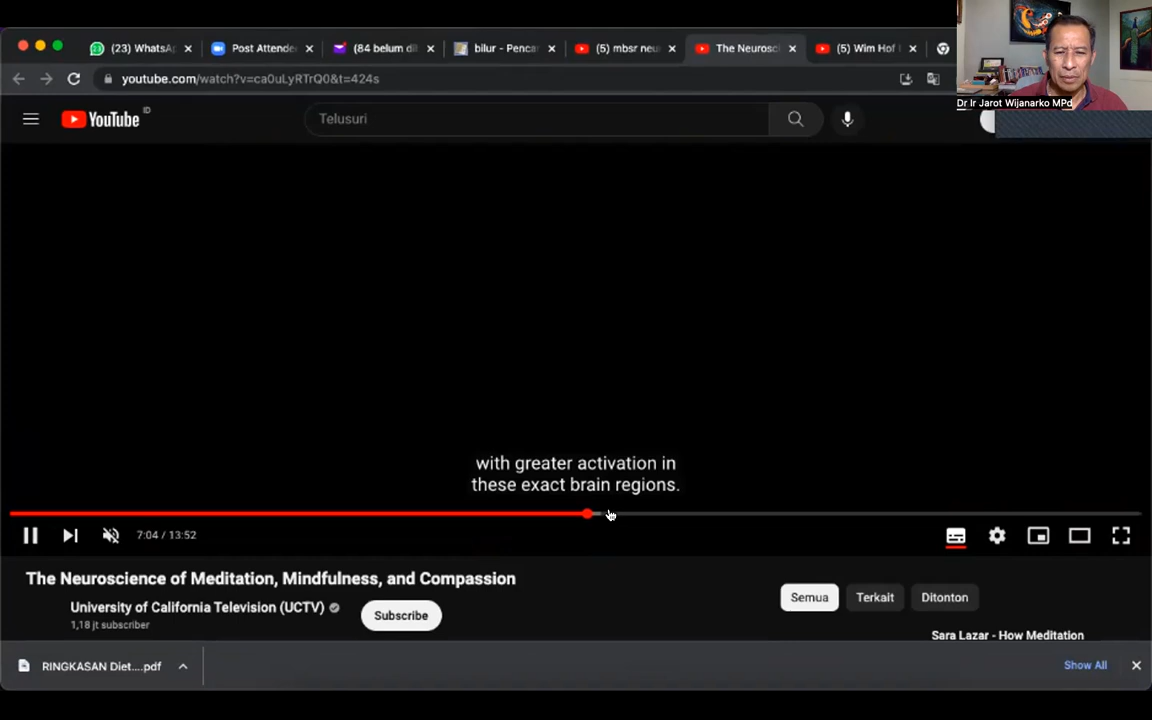 (23) WhatsA
Post Attende
(84 belum di
bilur - Pencar
(5) mbsr neu
The Neurosci
(5) Wim Hof
Dr Ir Jarot Wijanarko MPd
youtube.com/watch?v=ca0uLyRTrQ0&t=424s
YouTube ID
Telusuri
with greater activation in
these exact brain regions.
7:04 / 13:52
The Neuroscience of Meditation, Mindfulness, and Compassion
University of California Television (UCTV)
1,18 jt subscriber
Subscribe
Semua
Terkait
Ditonton
Sara Lazar - How Meditation
RINGKASAN Diet....pdf
Show All